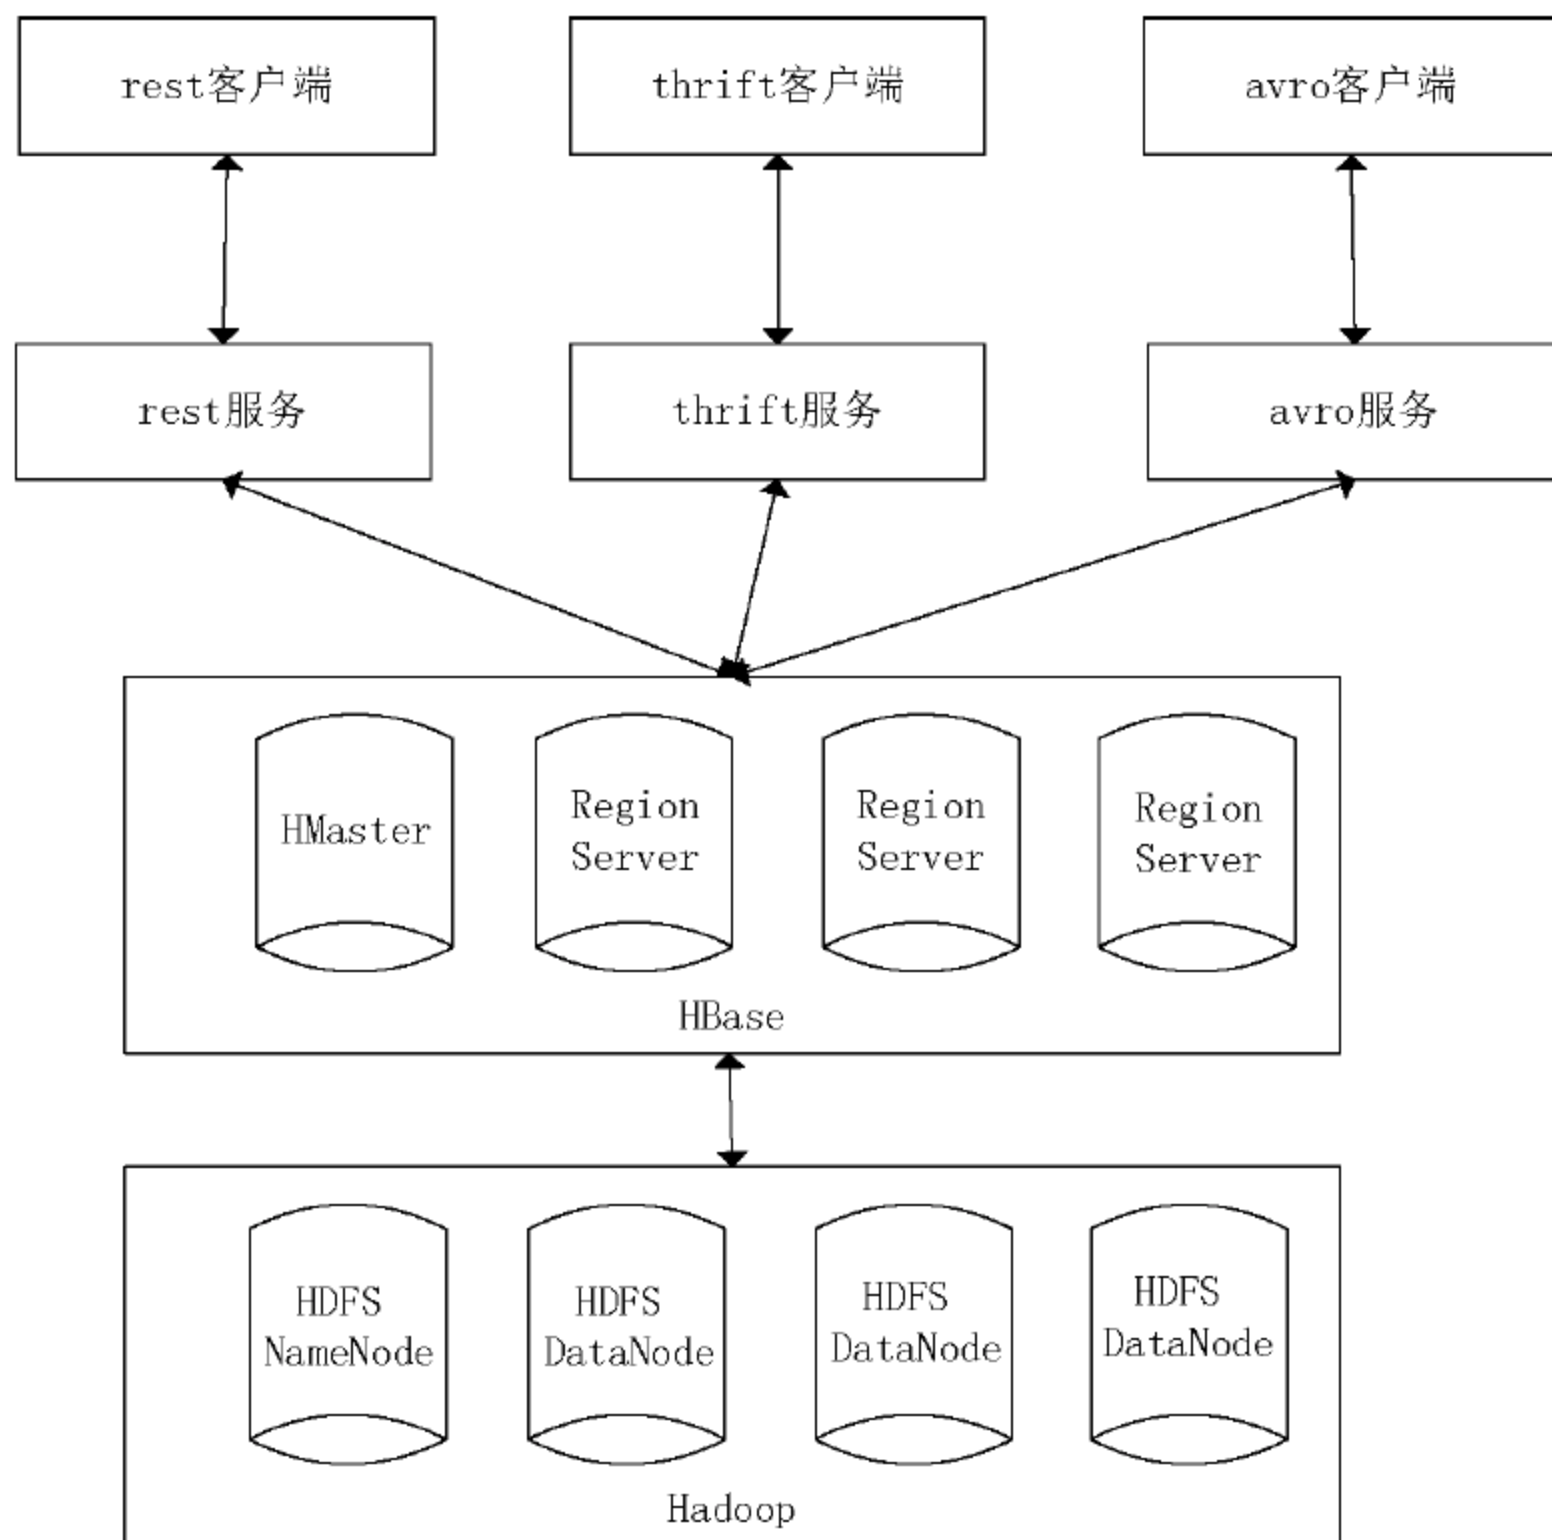 rest客户端
thrift客户端
avro客户端
rest服务
thrift服务
avro服务
HMaster
Region
Server
Region
Server
Region
Server
HBase
HDFS
NameNode
HDFS
DataNode
HDFS
DataNode
HDFS
DataNode
Hadoop